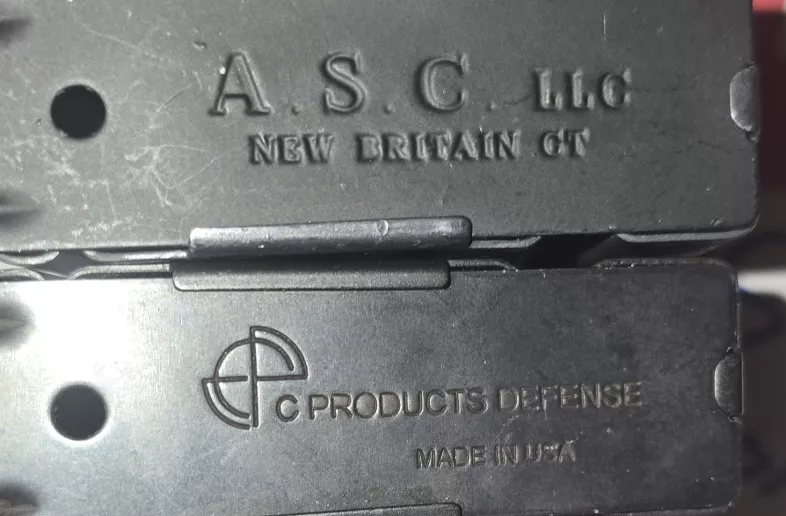 A.S.C. LLC
NEW BRITAIN CT
C PRODUCTS DEFENSE
MADE IN USA